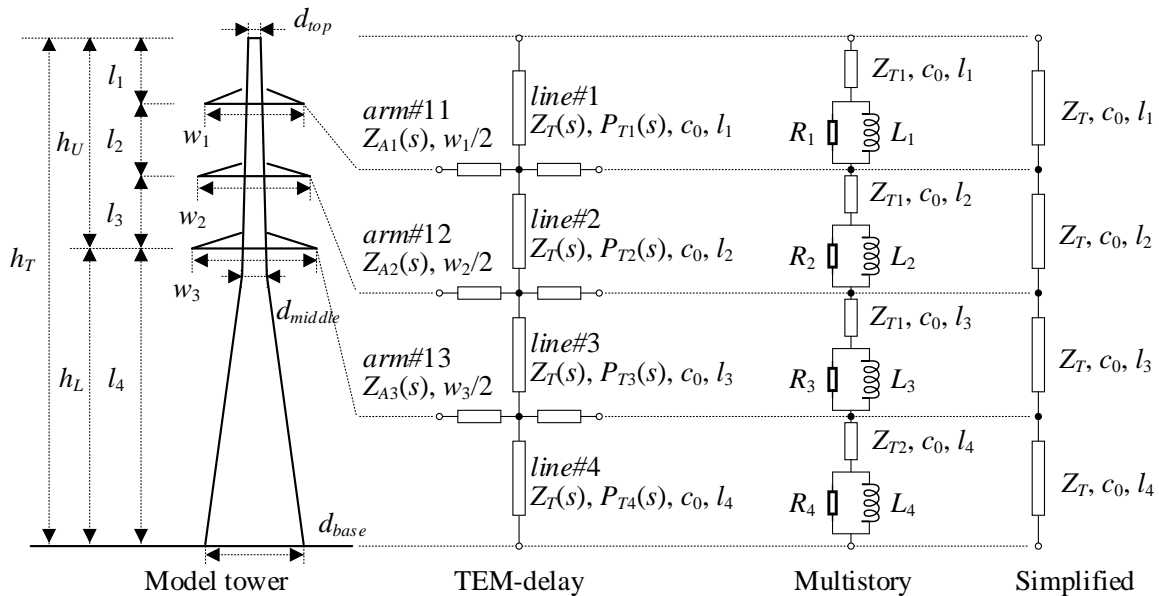 d_top
l_1
l_2
l_3
h_U
h_T
h_L
l_4
w_1
w_2
w_3
d_middle
d_base
Model tower
arm#11
Z_A1(s), w_1/2
arm#12
Z_A2(s), w_2/2
arm#13
Z_A3(s), w_3/2
line#1
Z_T(s), P_T1(s), c_0, l_1
line#2
Z_T(s), P_T2(s), c_0, l_2
line#3
Z_T(s), P_T3(s), c_0, l_3
line#4
Z_T(s), P_T4(s), c_0, l_4
TEM-delay
Z_T1, c_0, l_1
R_1 L_1
Z_T1, c_0, l_2
R_2 L_2
Z_T1, c_0, l_3
R_3 L_3
Z_T2, c_0, l_4
R_4 L_4
Multistory
Z_T, c_0, l_1
Z_T, c_0, l_2
Z_T, c_0, l_3
Z_T, c_0, l_4
Simplified